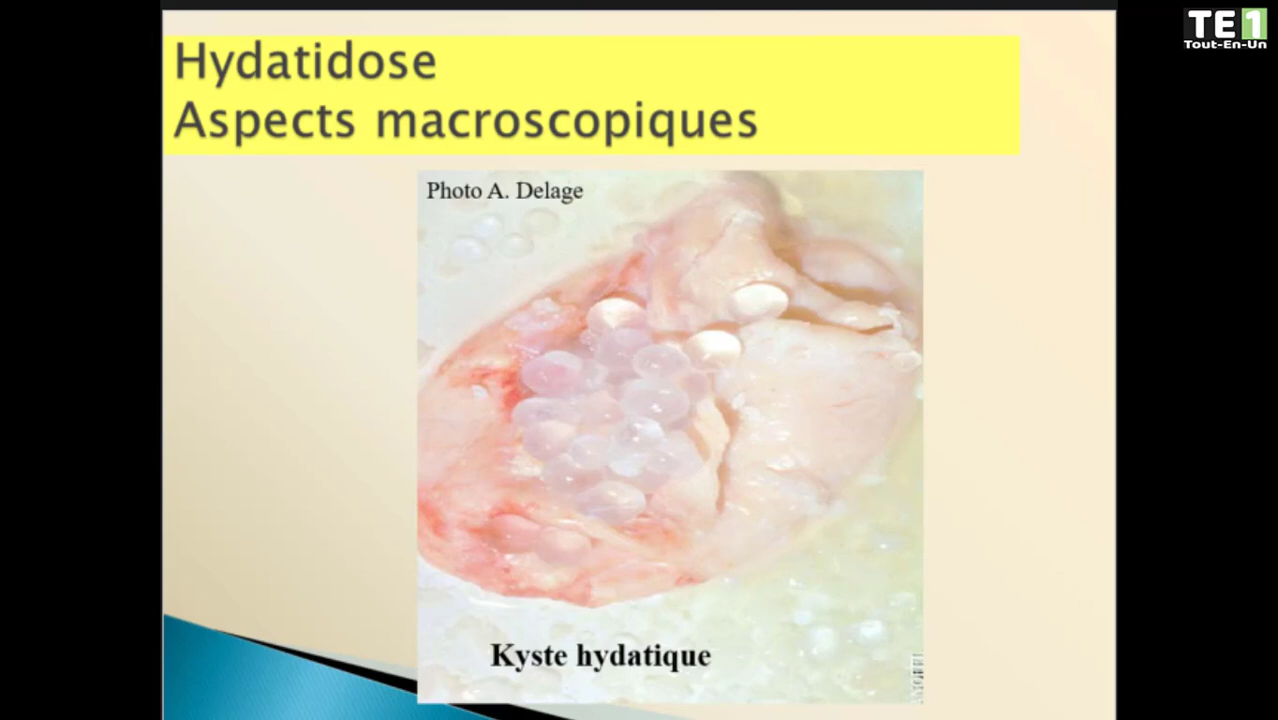 TE1
Tout-En-Un
Hydatidose
Aspects macroscopiques
Photo A. Delage
Kyste hydatique